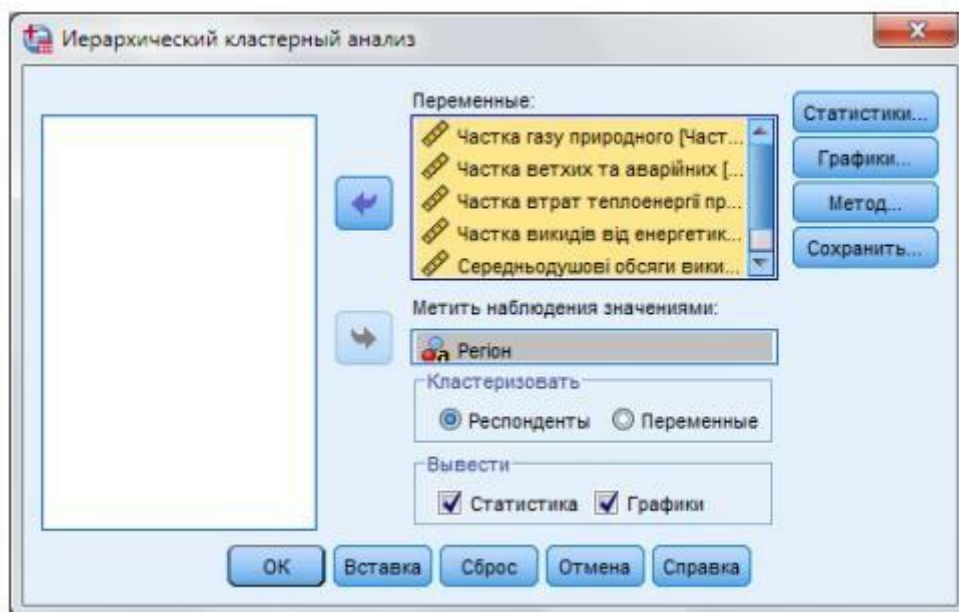 Иерархический кластерный анализ
Переменные:
Частка газу природного [Част...
Частка ветхих та аварійних [...
Частка втрат теплоенергії пр...
Частка викидів від енергетик...
Середньодушові обсяги вики...
Статистики...
Графики...
Метод...
Сохранить...
Метить наблюдения значениями:
a Регіон
Кластеризовать
Респонденты Переменные
Вывести
Статистика Графики
ОК Вставка Сброс Отмена Справка